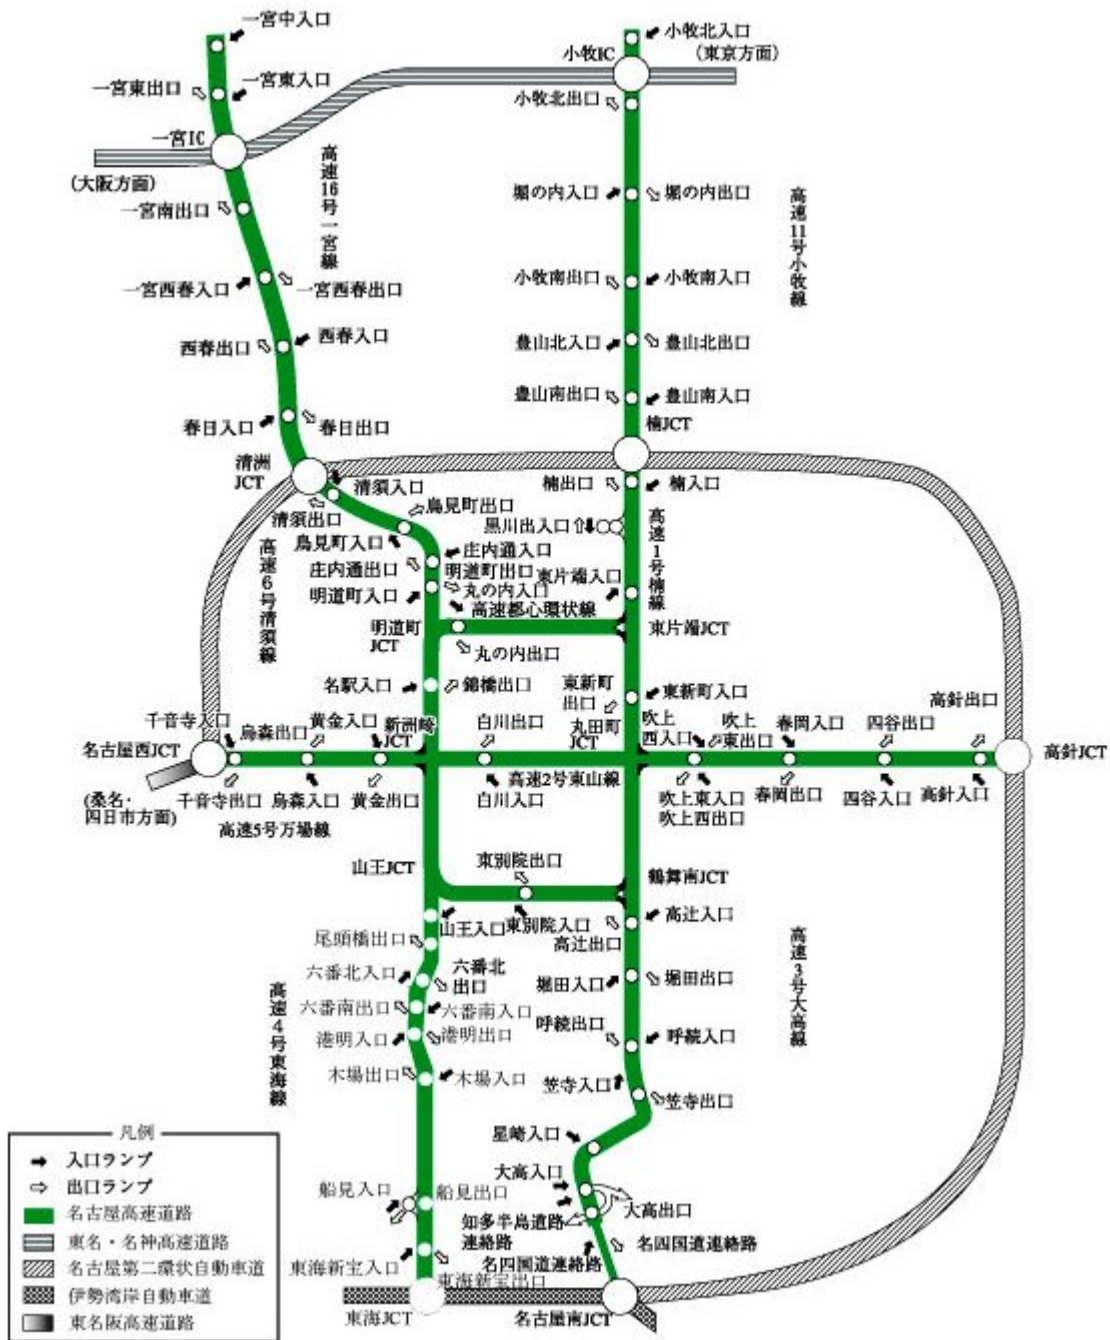 一宮中入口
小牧北入口
小牧IC
(東京方面)
一宮東入口
一宮東出口
小牧北出口
一宮IC
(大阪方面)
高速16号一宮線
堀の内入口
堀の内出口
高速11号小牧線
一宮南出口
小牧南出口
小牧南入口
一宮西春入口
一宮西春出口
西春入口
西春出口
豊山北入口
豊山北出口
豊山南出口
豊山南入口
春日入口
春日出口
楠JCT
清洲
JCT
清須入口
楠出口
楠入口
清須出口
鳥見町出口
黒川出入口
高速1号楠線
鳥見町入口
庄内通入口
庄内通出口
明道町出口
東片端入口
高速6号清須線
明道町入口
丸の内入口
高速都心環状線
明道町
JCT
東片端JCT
丸の内出口
名駅入口
錦橋出口
東新町
出口
東新町入口
高針出口
千音寺入口
烏森出口
黄金入口
新洲崎
JCT
白川出口
丸田町
JCT
吹上
西入口
吹上
東出口
春岡入口
四谷出口
名古屋西JCT
高針JCT
(桑名・
四日市方面)
千音寺出口
烏森入口
黄金出口
高速2号東山線
白川入口
吹上東入口
吹上西出口
春岡出口
四谷入口
高針入口
高速5号万場線
山王JCT
東別院出口
鶴舞南JCT
山王入口
東別院入口
高辻入口
高辻出口
尾頭橋出口
高速3号大高線
六番北入口
六番北
出口
堀田入口
堀田出口
高速4号東海線
六番南出口
六番南入口
港明入口
港明出口
呼続出口
呼続入口
木場出口
木場入口
笠寺入口
笠寺出口
星崎入口
凡例
入口ランプ
出口ランプ
名古屋高速道路
東名・名神高速道路
名古屋第二環状自動車道
伊勢湾岸自動車道
東名阪高速道路
大高入口
船見入口
船見出口
大高出口
知多半島道路
連絡路
名四国道連絡路
名四国道連絡路
東海新宝入口
東海新宝出口
東海JCT
名古屋南JCT